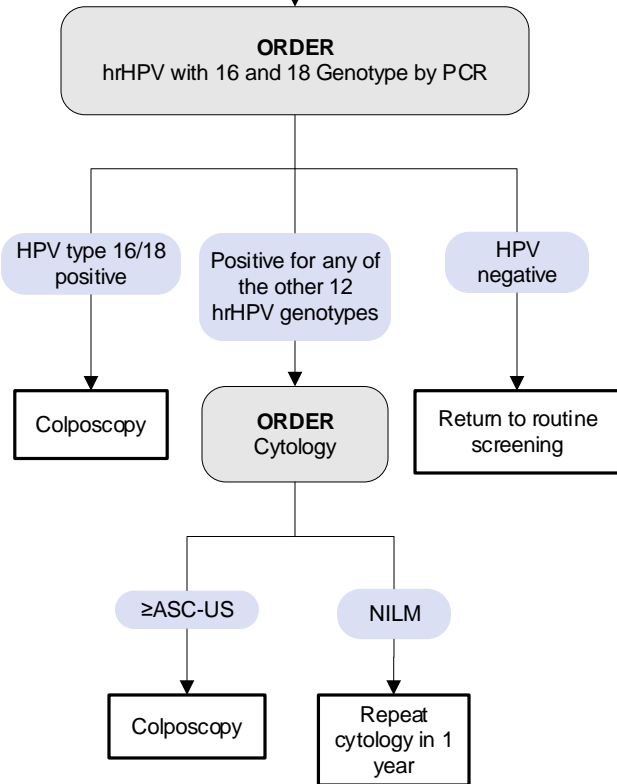 ORDER
hrHPV with 16 and 18 Genotype by PCR
HPV type 16/18
positive
Positive for any of
the other 12
hrHPV genotypes
HPV
negative
Colposcopy
ORDER
Cytology
Return to routine
screening
≥ASC-US
NILM
Colposcopy
Repeat
cytology in 1
year